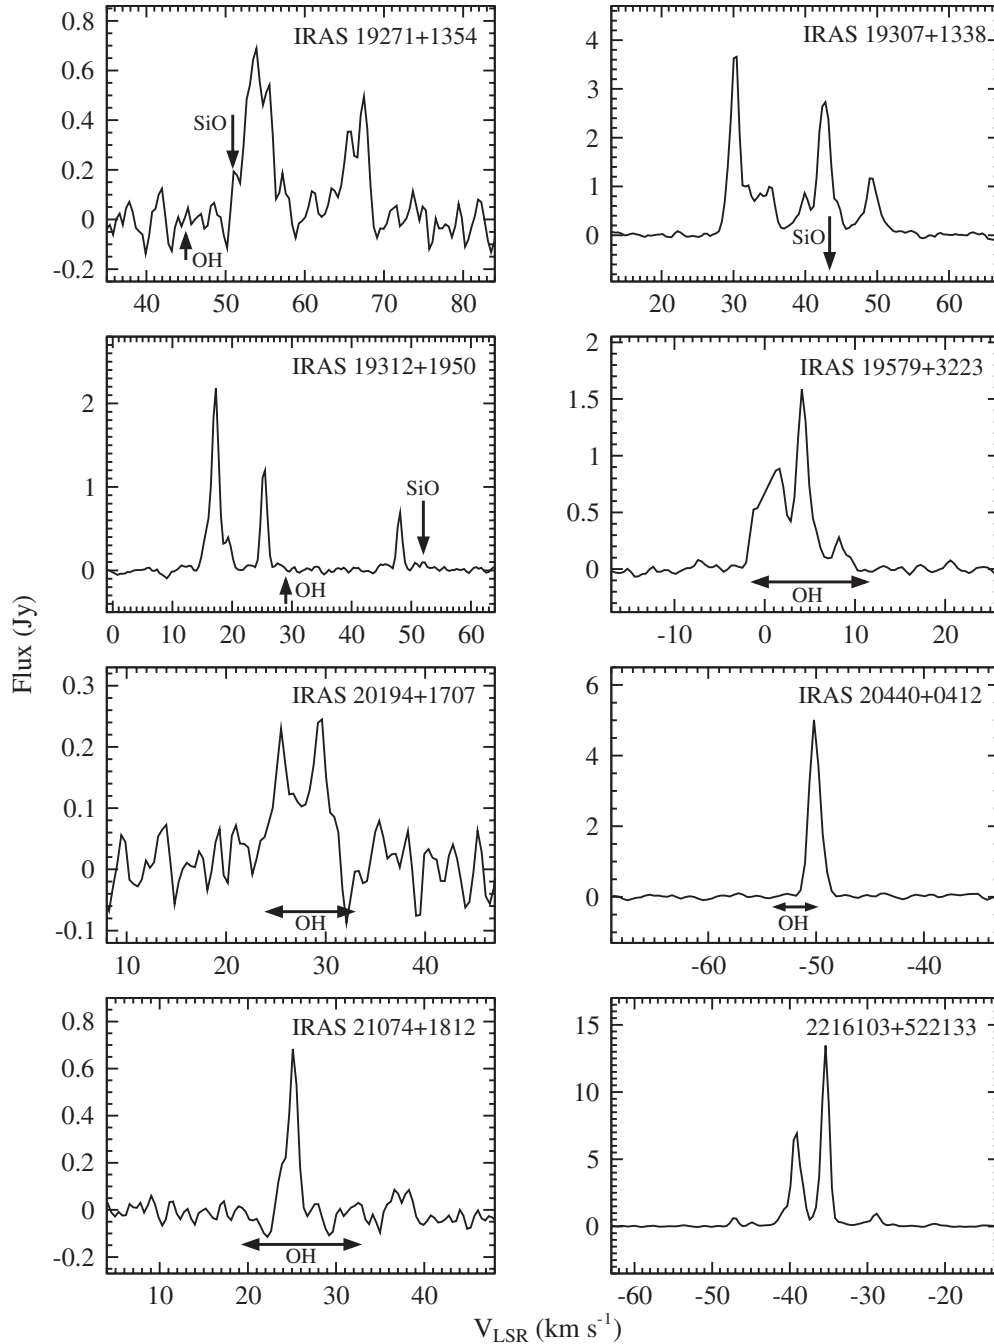 IRAS 19271+1354
0.8
0.6
0.4
0.2
0
-0.2
SiO
OH
40 50 60 70 80
IRAS 19307+1338
4
3
2
1
0
SiO
20 30 40 50 60
IRAS 19312+1950
2
1
0
SiO
OH
0 10 20 30 40 50 60
IRAS 19579+3223
2
1.5
1
0.5
0
OH
-10 0 10 20
Flux (Jy)
IRAS 20194+1707
0.3
0.2
0.1
0
-0.1
OH
10 20 30 40
IRAS 20440+0412
6
4
2
0
OH
-60 -50 -40
IRAS 21074+1812
0.8
0.6
0.4
0.2
0
-0.2
OH
10 20 30 40
2216103+522133
15
10
5
0
-60 -50 -40 -30 -20
V_LSR (km s⁻¹)